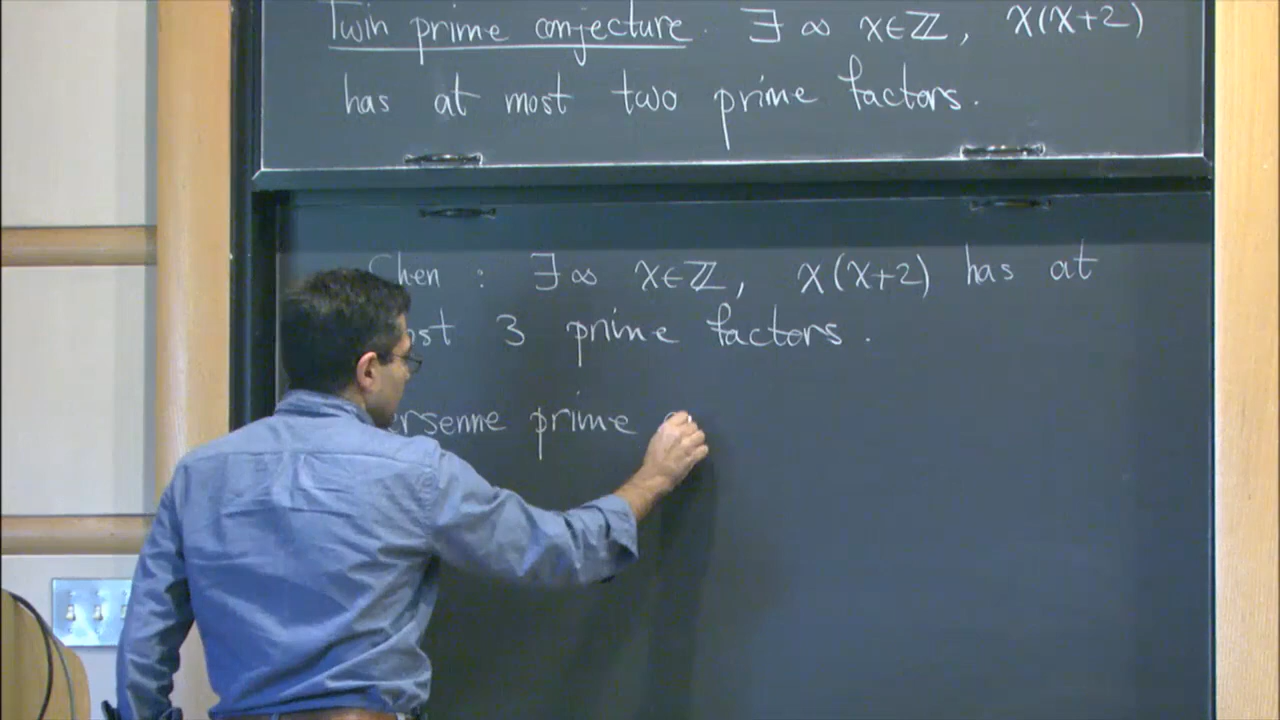 Twin prime conjecture. ∃ ∞ x∈ℤ, x(x+2)
has at most two prime factors.
Chen : ∃ ∞ x∈ℤ, x(x+2) has at
ost 3 prime factors.
ersenne prime